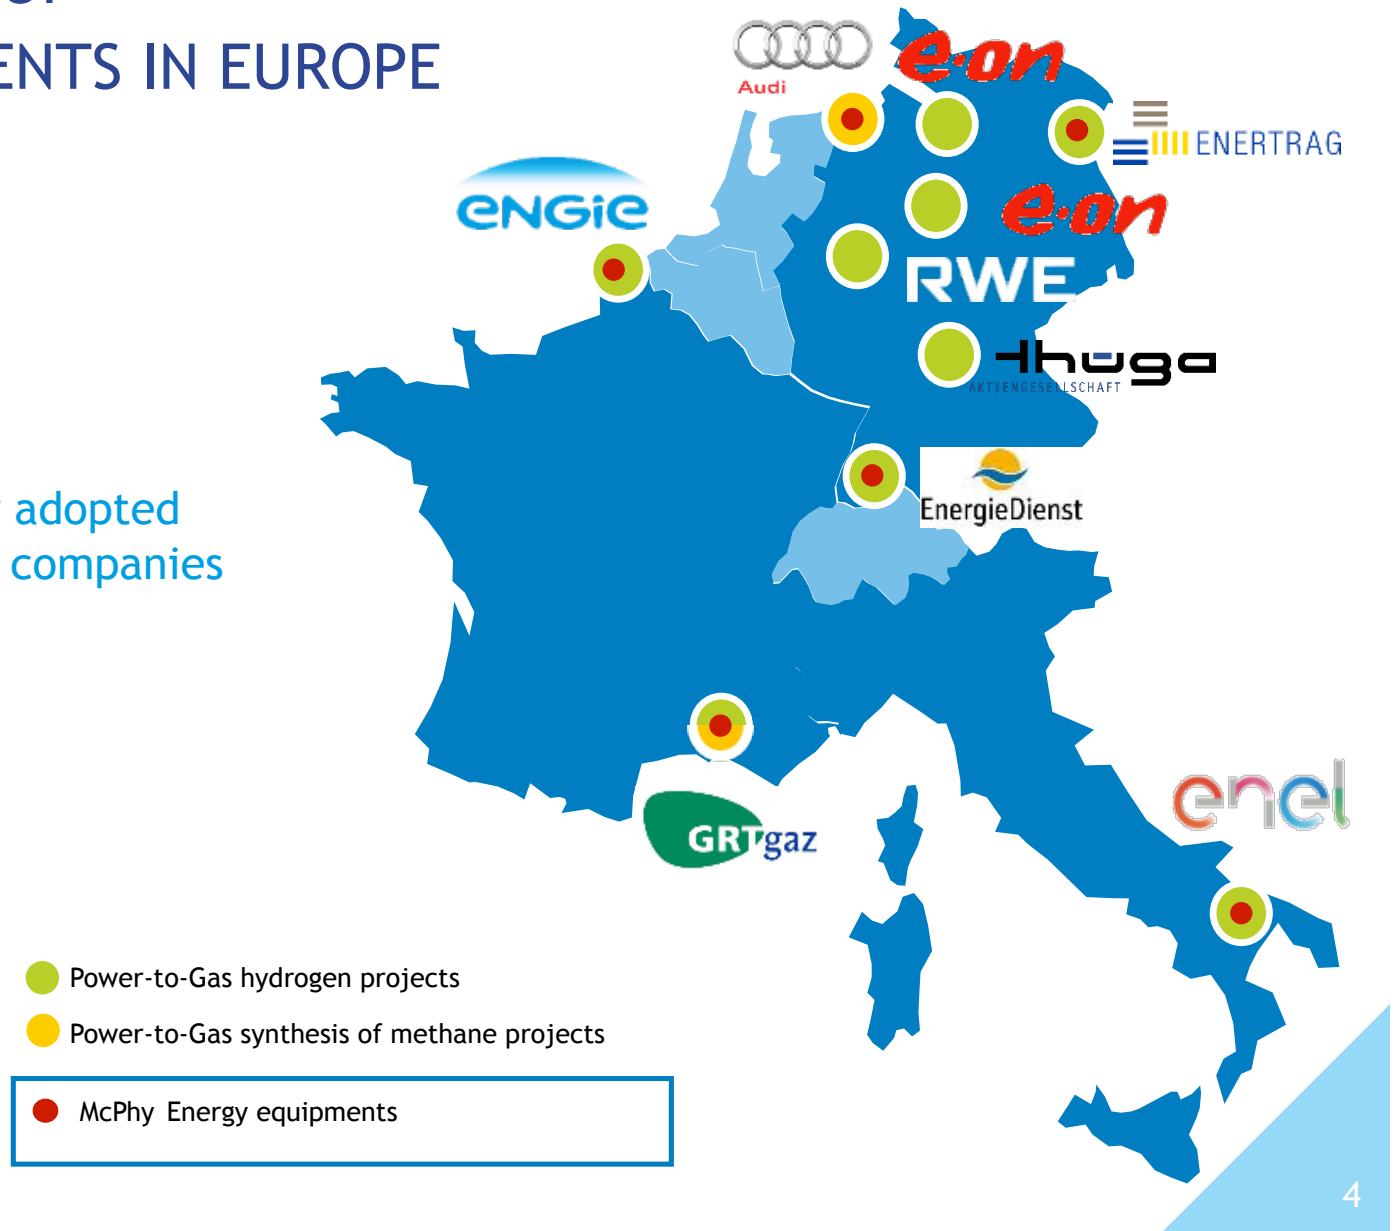 ENTS IN EUROPE
Audi
e·on
ENERTRAG
ENGIE
e·on
RWE
thüga
AKTIENGESELLSCHAFT
adopted
companies
EnergieDienst
GRTgaz
enel
Power-to-Gas hydrogen projects
Power-to-Gas synthesis of methane projects
McPhy Energy equipments
4